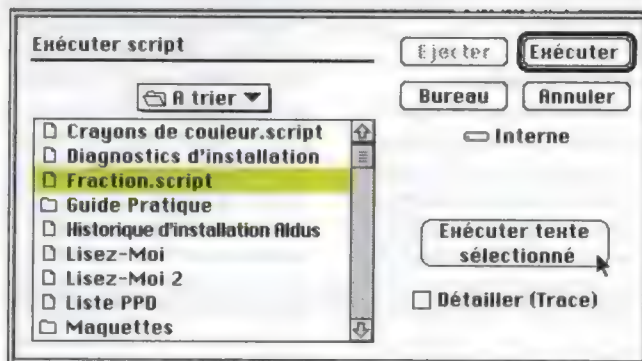 Exécuter script
A trier
Crayons de couleur.script
Diagnostics d'installation
Fraction.script
Guide Pratique
Historique d'installation Aldus
Lisez-Moi
Lisez-Moi 2
Liste PPD
Maquettes
Ejecter
Exécuter
Bureau
Annuler
Interne
Exécuter texte
sélectionné
Détailler (Trace)